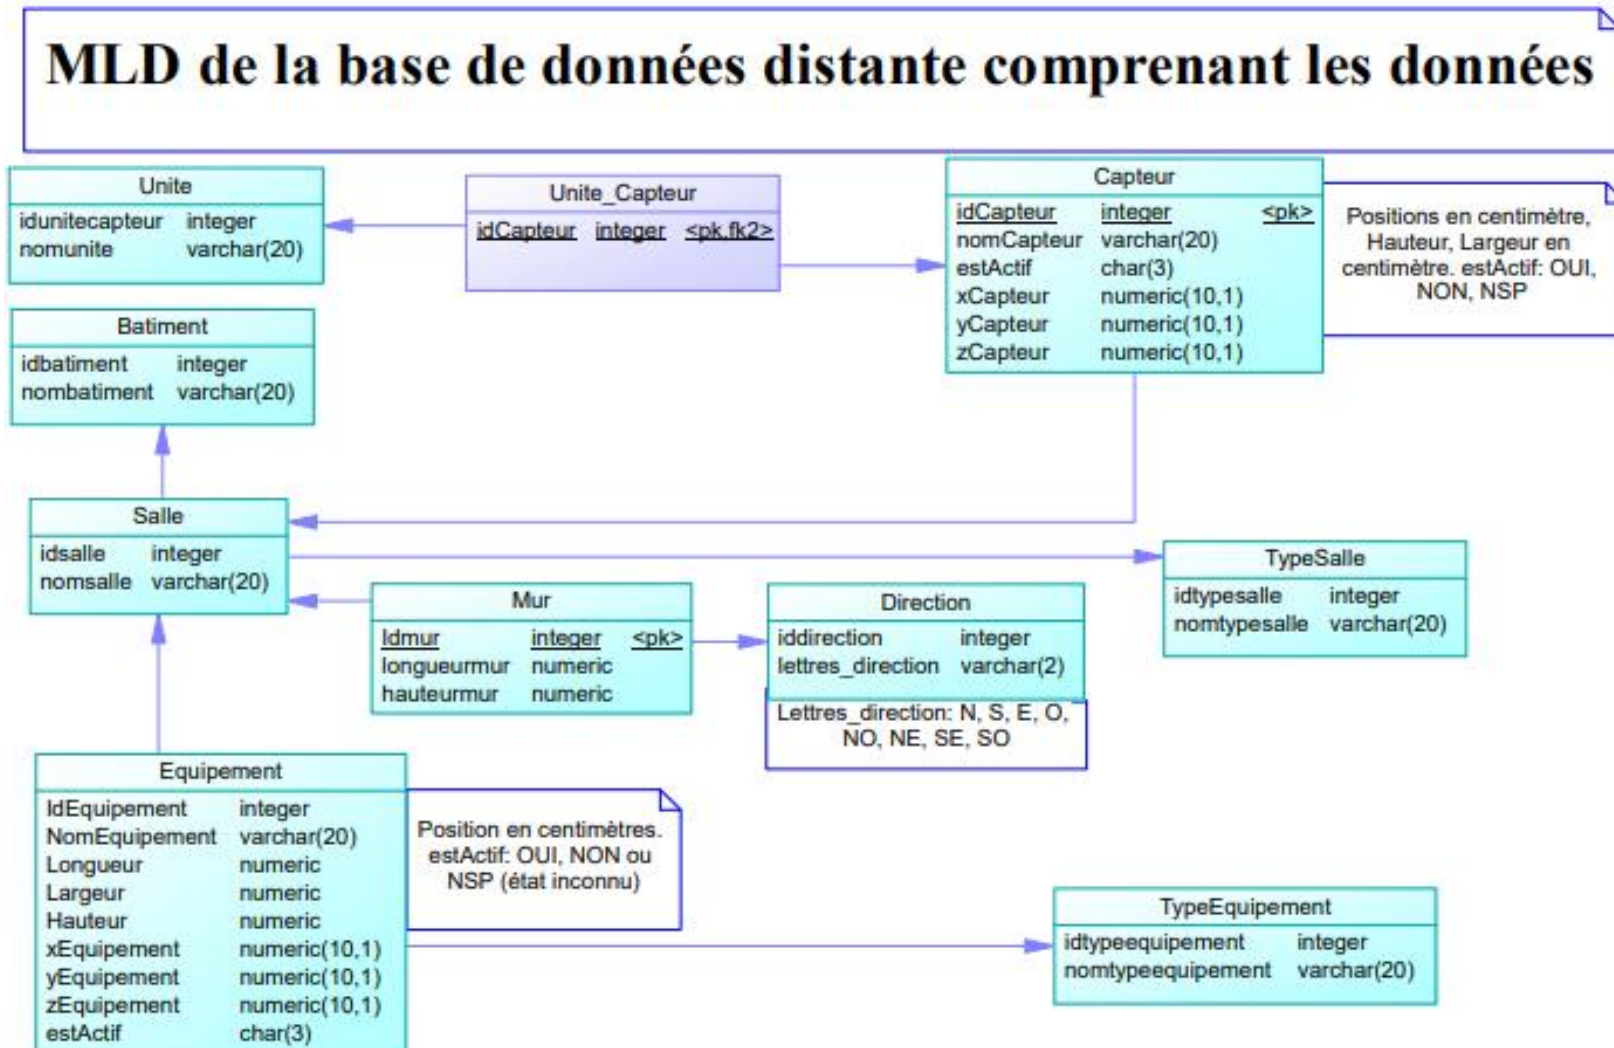 MLD de la base de données distante comprenant les données
Unite
idunitecapteur integer
nomunite varchar(20)
Unite_Capteur
idCapteur integer <pk,fk2>
Capteur
idCapteur integer <pk>
nomCapteur varchar(20)
estActif char(3)
xCapteur numeric(10,1)
yCapteur numeric(10,1)
zCapteur numeric(10,1)
Positions en centimètre,
Hauteur, Largeur en
centimètre. estActif: OUI,
NON, NSP
Batiment
idbatiment integer
nombatiment varchar(20)
Salle
idsalle integer
nomsalle varchar(20)
Mur
Idmur integer <pk>
longueurmur numeric
hauteurmur numeric
Direction
iddirection integer
lettres_direction varchar(2)
Lettres_direction: N, S, E, O,
NO, NE, SE, SO
TypeSalle
idtypesalle integer
nomtypesalle varchar(20)
Equipement
IdEquipement integer
NomEquipement varchar(20)
Longueur numeric
Largeur numeric
Hauteur numeric
xEquipement numeric(10,1)
yEquipement numeric(10,1)
zEquipement numeric(10,1)
estActif char(3)
Position en centimètres.
estActif: OUI, NON ou
NSP (état inconnu)
TypeEquipement
idtypeequipement integer
nomtypeequipement varchar(20)